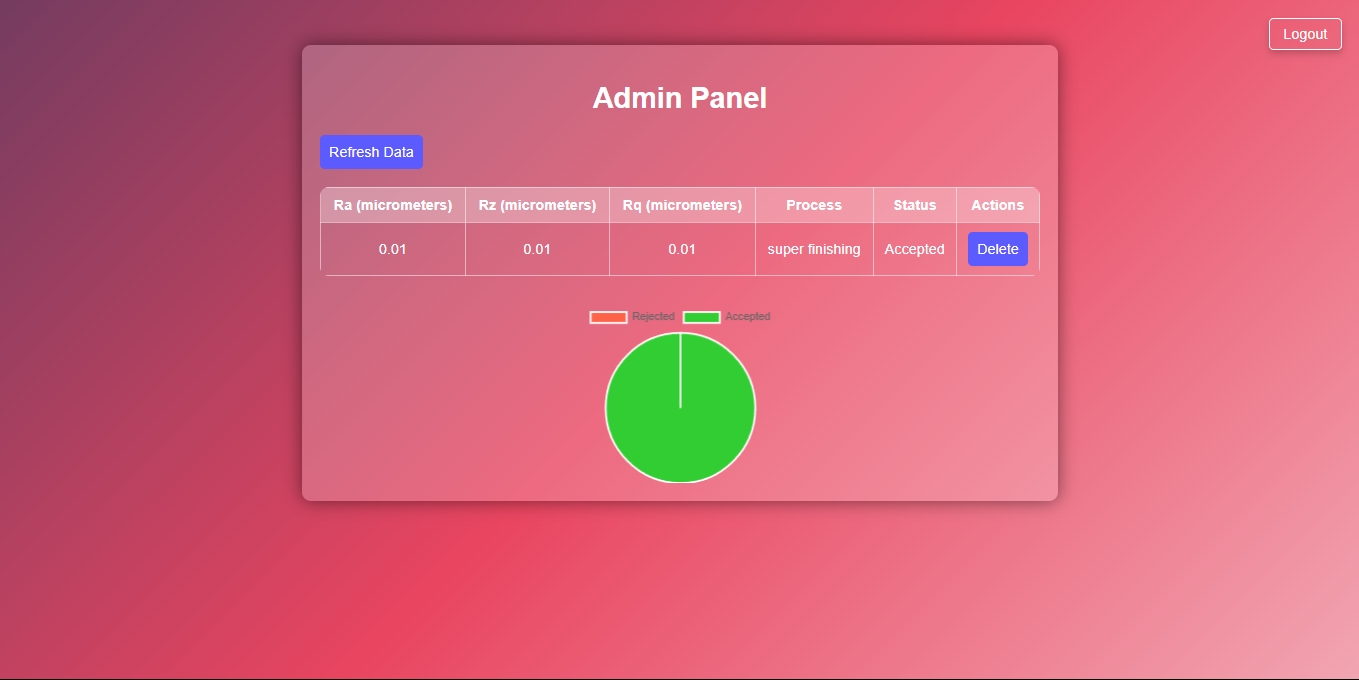 Logout
Admin Panel
Refresh Data
Ra (micrometers) Rz (micrometers) Rq (micrometers) Process Status Actions
0.01 0.01 0.01 super finishing Accepted Delete
Rejected Accepted